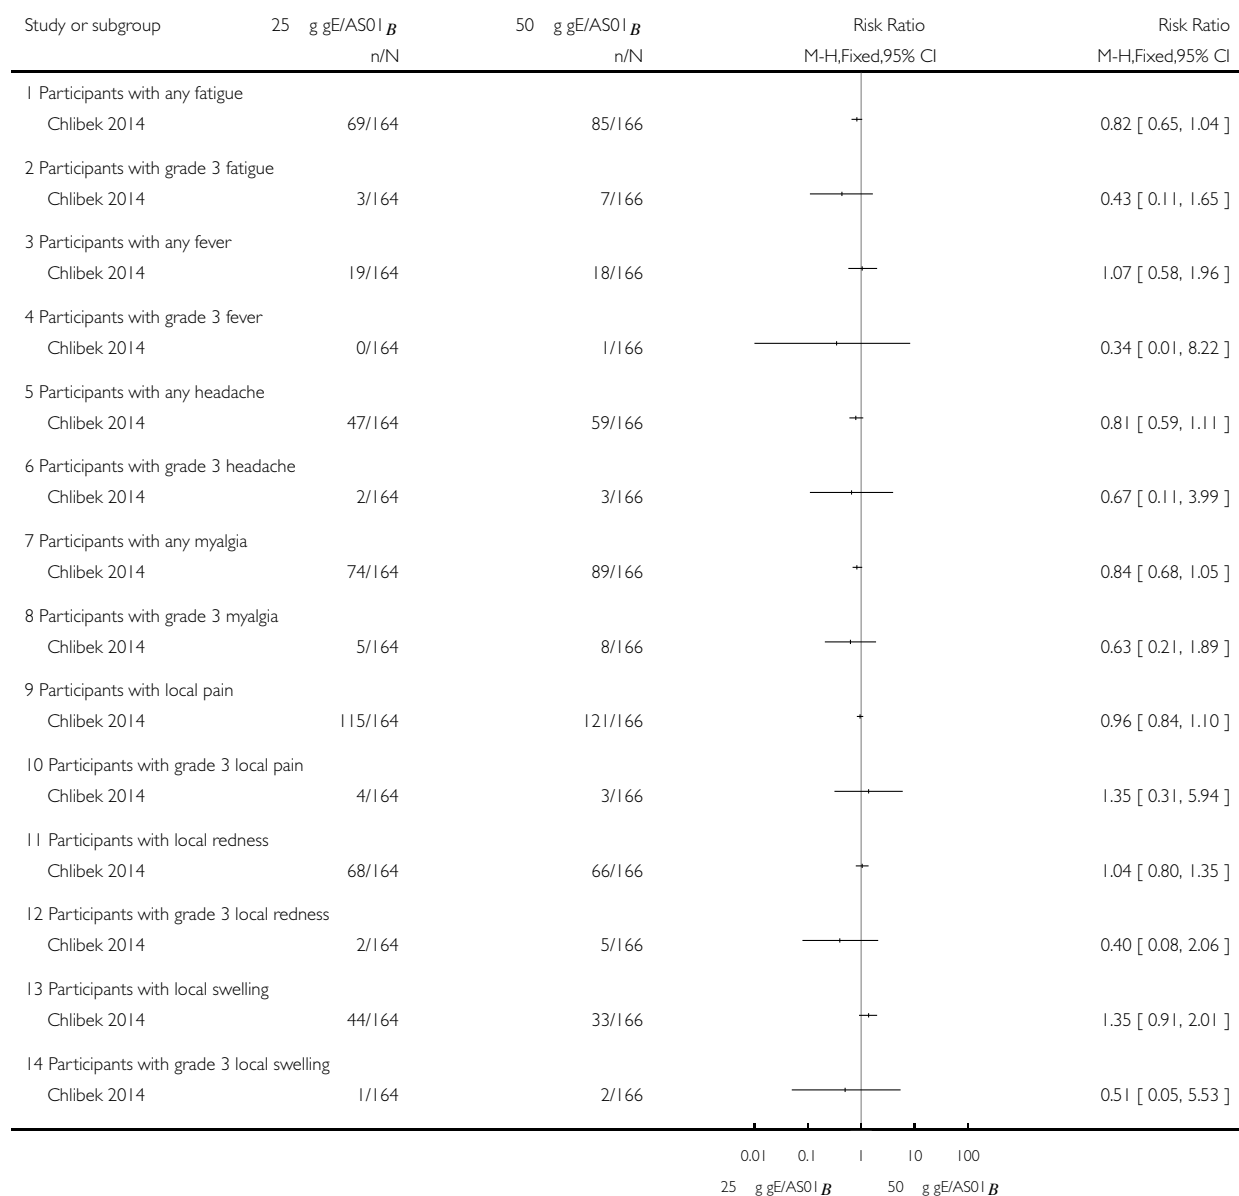 Study or subgroup 25 g gE/AS01B 50 g gE/AS01B Risk Ratio Risk Ratio
n/N n/N M-H,Fixed,95% CI M-H,Fixed,95% CI
1 Participants with any fatigue
Chlibek 2014 69/164 85/166 0.82 [ 0.65, 1.04 ]
2 Participants with grade 3 fatigue
Chlibek 2014 3/164 7/166 0.43 [ 0.11, 1.65 ]
3 Participants with any fever
Chlibek 2014 19/164 18/166 1.07 [ 0.58, 1.96 ]
4 Participants with grade 3 fever
Chlibek 2014 0/164 1/166 0.34 [ 0.01, 8.22 ]
5 Participants with any headache
Chlibek 2014 47/164 59/166 0.81 [ 0.59, 1.11 ]
6 Participants with grade 3 headache
Chlibek 2014 2/164 3/166 0.67 [ 0.11, 3.99 ]
7 Participants with any myalgia
Chlibek 2014 74/164 89/166 0.84 [ 0.68, 1.05 ]
8 Participants with grade 3 myalgia
Chlibek 2014 5/164 8/166 0.63 [ 0.21, 1.89 ]
9 Participants with local pain
Chlibek 2014 115/164 121/166 0.96 [ 0.84, 1.10 ]
10 Participants with grade 3 local pain
Chlibek 2014 4/164 3/166 1.35 [ 0.31, 5.94 ]
11 Participants with local redness
Chlibek 2014 68/164 66/166 1.04 [ 0.80, 1.35 ]
12 Participants with grade 3 local redness
Chlibek 2014 2/164 5/166 0.40 [ 0.08, 2.06 ]
13 Participants with local swelling
Chlibek 2014 44/164 33/166 1.35 [ 0.91, 2.01 ]
14 Participants with grade 3 local swelling
Chlibek 2014 1/164 2/166 0.51 [ 0.05, 5.53 ]
0.01 0.1 1 10 100
25 g gE/AS01B 50 g gE/AS01B